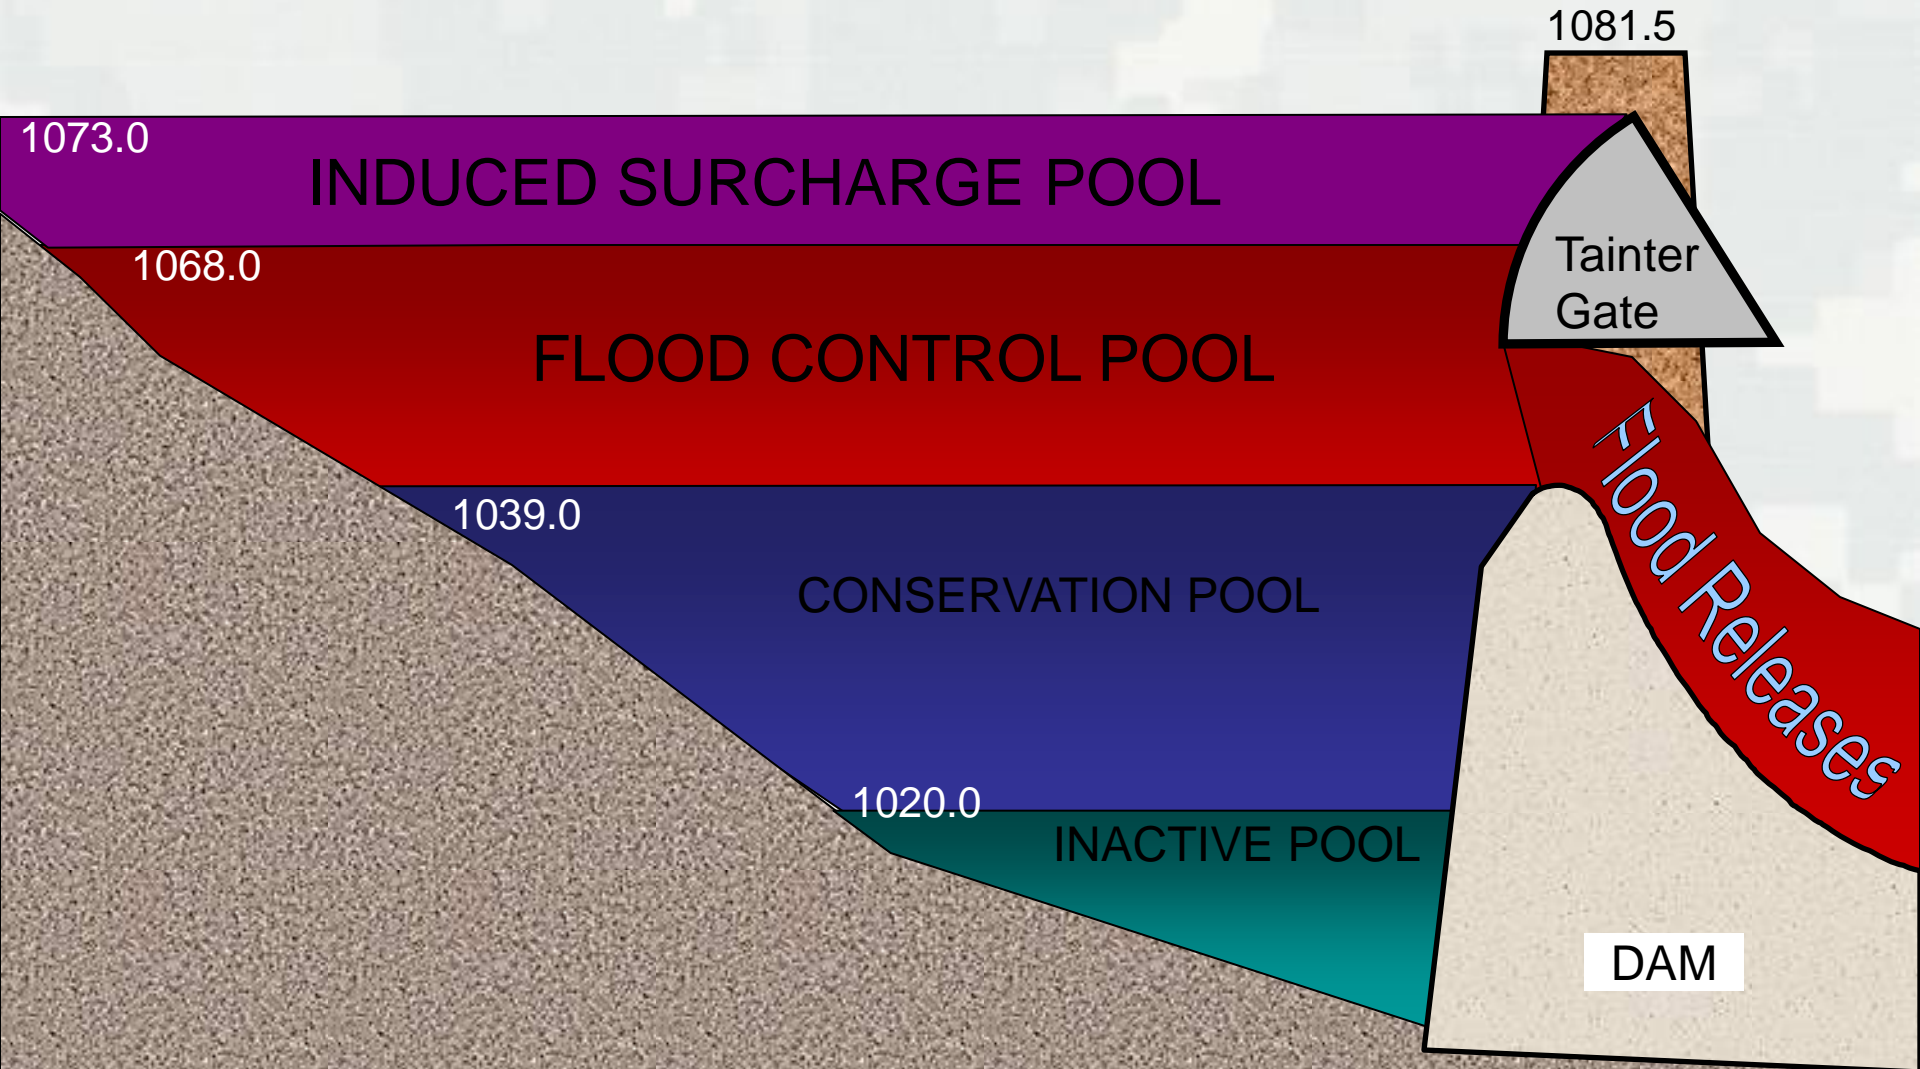 1081.5
1073.0
INDUCED SURCHARGE POOL
1068.0
Tainter
Gate
FLOOD CONTROL POOL
Flood Releases
1039.0
CONSERVATION POOL
1020.0
INACTIVE POOL
DAM